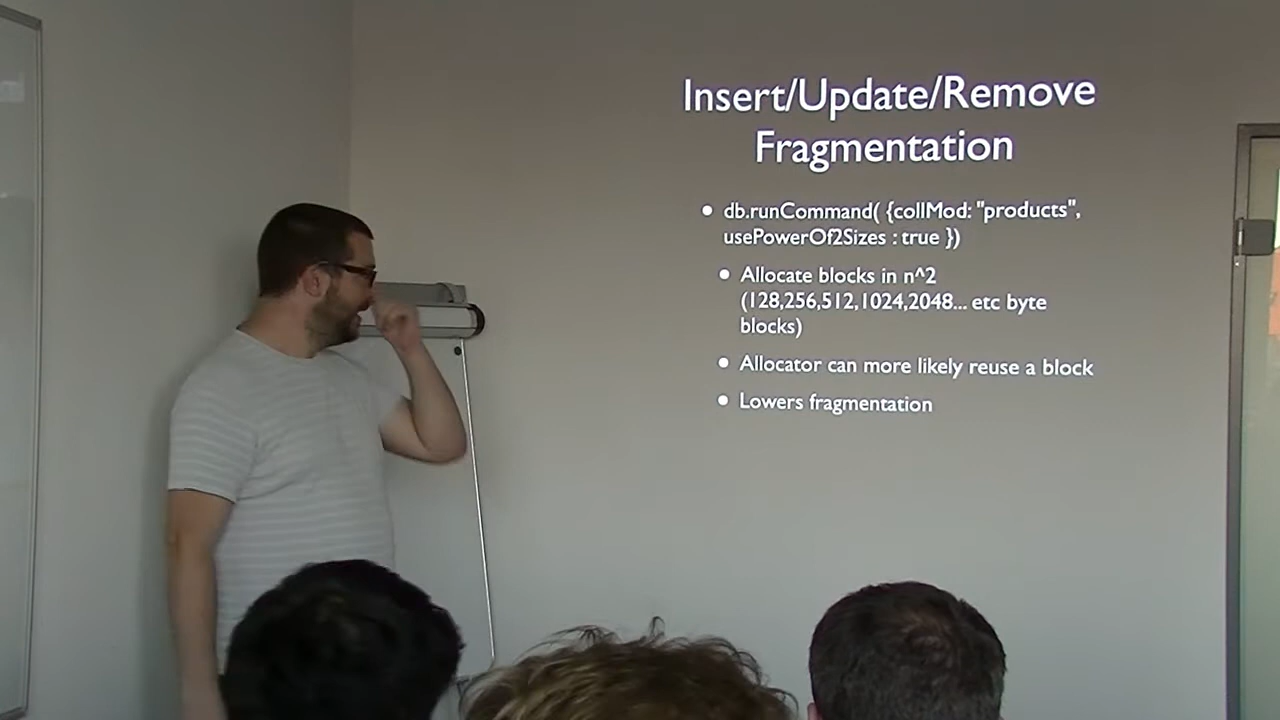 Insert/Update/Remove
Fragmentation
• db.runCommand( {collMod: "products",
usePowerOf2Sizes : true })
• Allocate blocks in n^2
(128,256,512,1024,2048... etc byte
blocks)
• Allocator can more likely reuse a block
• Lowers fragmentation